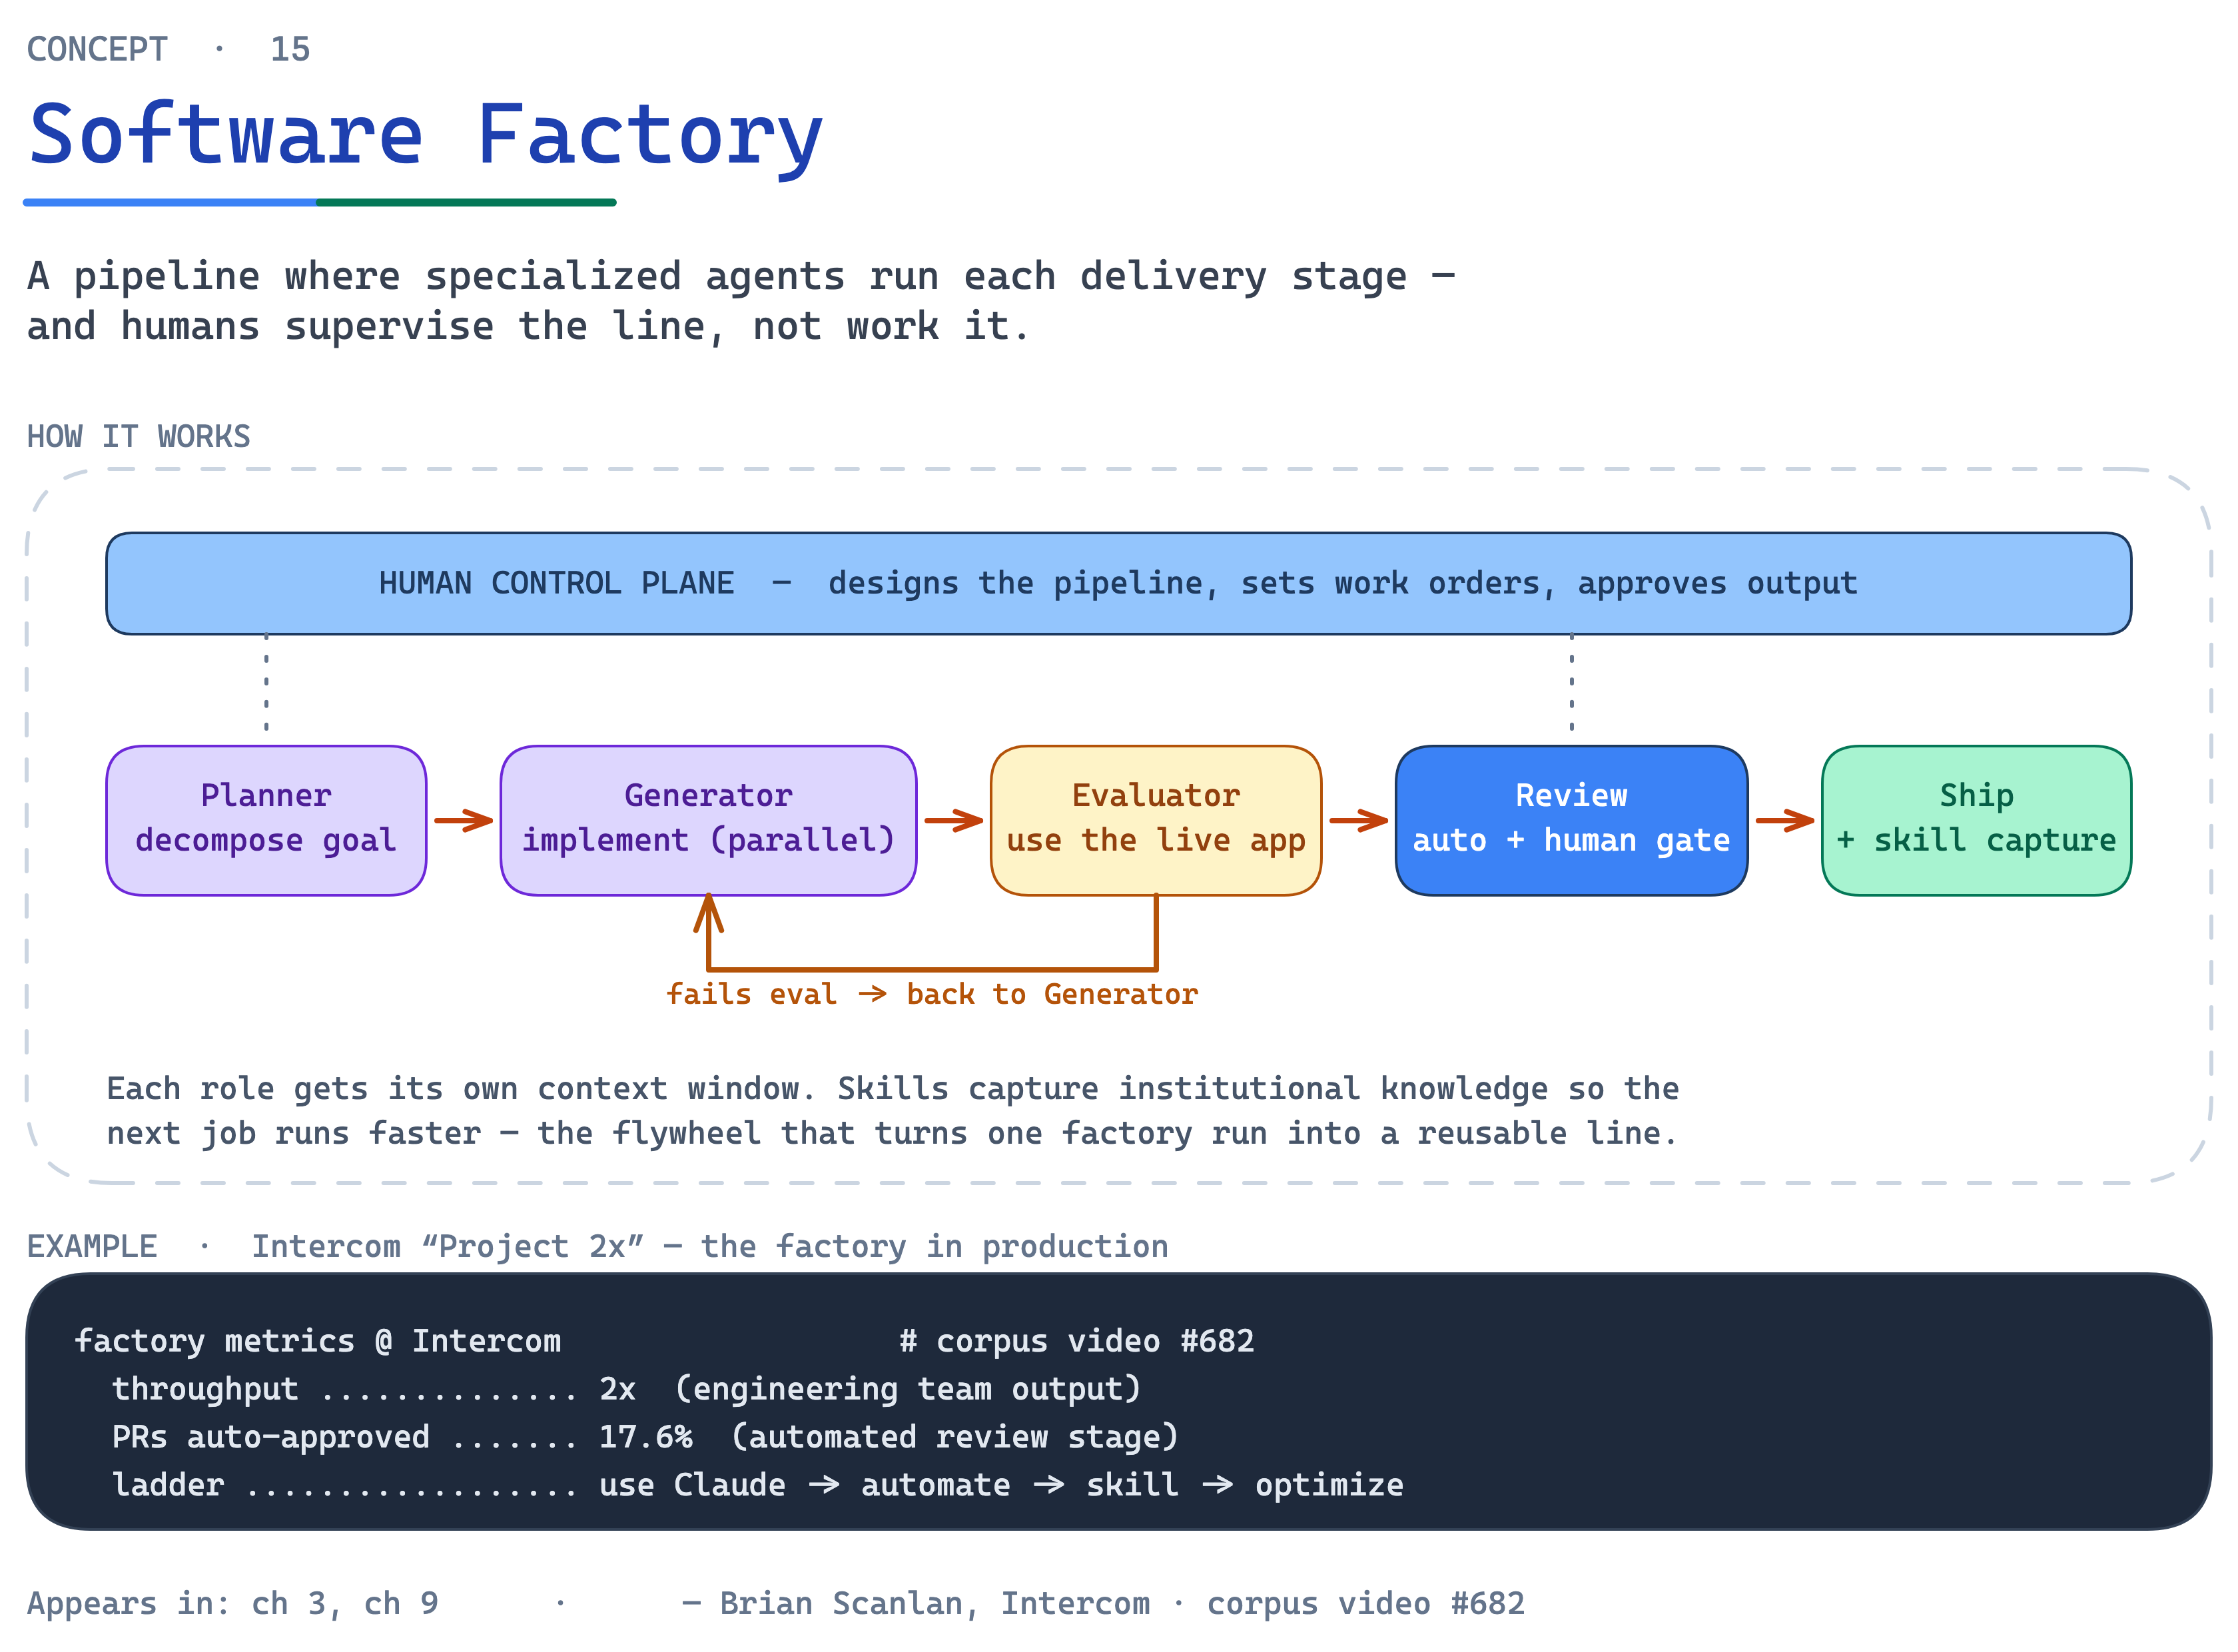 CONCEPT · 15
Software Factory
A pipeline where specialized agents run each delivery stage —
and humans supervise the line, not work it.
HOW IT WORKS
HUMAN CONTROL PLANE — designs the pipeline, sets work orders, approves output
Planner
decompose goal
Generator
implement (parallel)
Evaluator
use the live app
Review
auto + human gate
Ship
+ skill capture
fails eval → back to Generator
Each role gets its own context window. Skills capture institutional knowledge so the
next job runs faster — the flywheel that turns one factory run into a reusable line.
EXAMPLE · Intercom “Project 2x” — the factory in production
factory metrics @ Intercom # corpus video #682
throughput .............. 2x (engineering team output)
PRs auto-approved ....... 17.6% (automated review stage)
ladder .................. use Claude → automate → skill → optimize
Appears in: ch 3, ch 9 · — Brian Scanlan, Intercom · corpus video #682